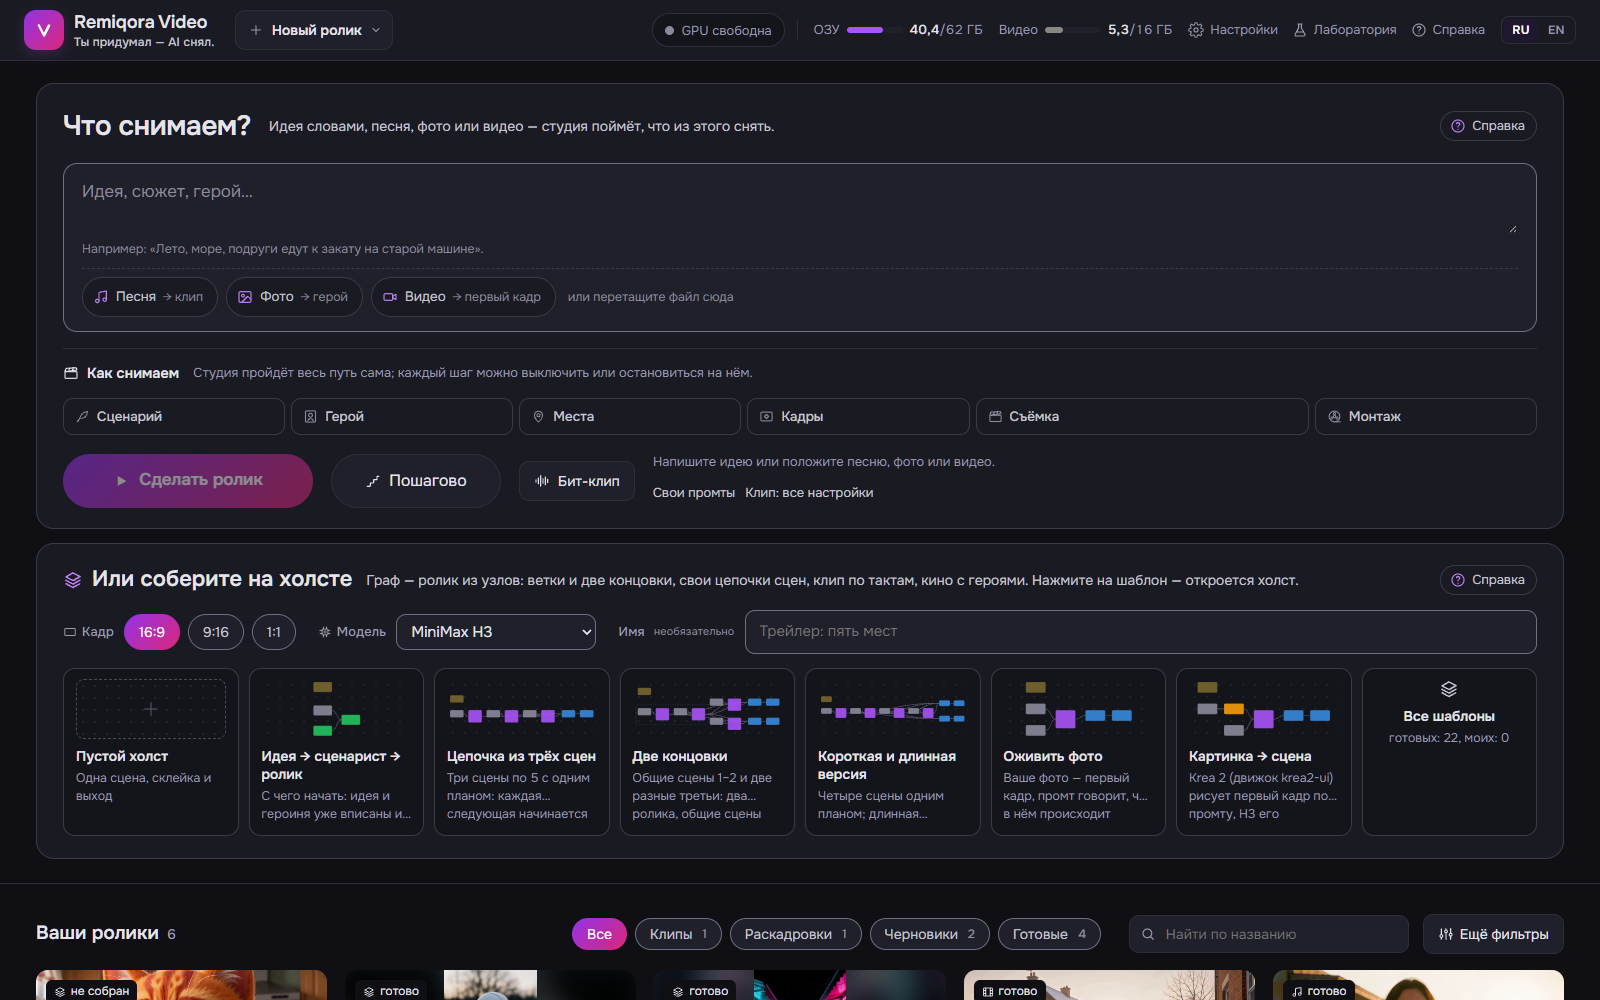 Remiqora Video
Ты придумал — AI снял.
Новый ролик
GPU свободна
ОЗУ 40,4/62 ГБ
Видео 5,3/16 ГБ
Настройки
Лаборатория
Справка
RU EN
Что снимаем?
Идея словами, песня, фото или видео — студия поймёт, что из этого снять.
Справка
Идея, сюжет, герой...
Например: «Лето, море, подруги едут к закату на старой машине».
Песня → клип
Фото → герой
Видео → первый кадр
или перетащите файл сюда
Как снимаем
Студия пройдёт весь путь сама; каждый шаг можно выключить или остановиться на нём.
Сценарий
Герой
Места
Кадры
Съёмка
Монтаж
Сделать ролик
Пошагово
Бит-клип
Напишите идею или положите песню, фото или видео.
Свои промты Клип: все настройки
Или соберите на холсте
Граф — ролик из узлов: ветки и две концовки, свои цепочки сцен, клип по тактам, кино с героями. Нажмите на шаблон — откроется холст.
Справка
Кадр
16:9
9:16
1:1
Модель
MiniMax H3
Имя необязательно
Трейлер: пять мест
Пустой холст
Одна сцена, склейка и
выход
Идея → сценарист →
ролик
С чего начать: идея и
героиня уже вписаны и...
Цепочка из трёх сцен
Три сцены по 5 с одним
планом: каждая...
следующая начинается
Две концовки
Общие сцены 1–2 и две
разные третьи: два...
ролика, общие сцены
Короткая и длинная
версия
Четыре сцены одним
планом; длинная...
Оживить фото
Ваше фото — первый
кадр, промт говорит, ч...
в нём происходит
Картинка → сцена
Krea 2 (движок krea2-ui)
рисует первый кадр по...
промту, H3 его
Все шаблоны
готовых: 22, моих: 0
Ваши ролики 6
Все
Клипы 1
Раскадровки 1
Черновики 2
Готовые 4
Найти по названию
Ещё фильтры
не собран
готово
готово
готово
готово